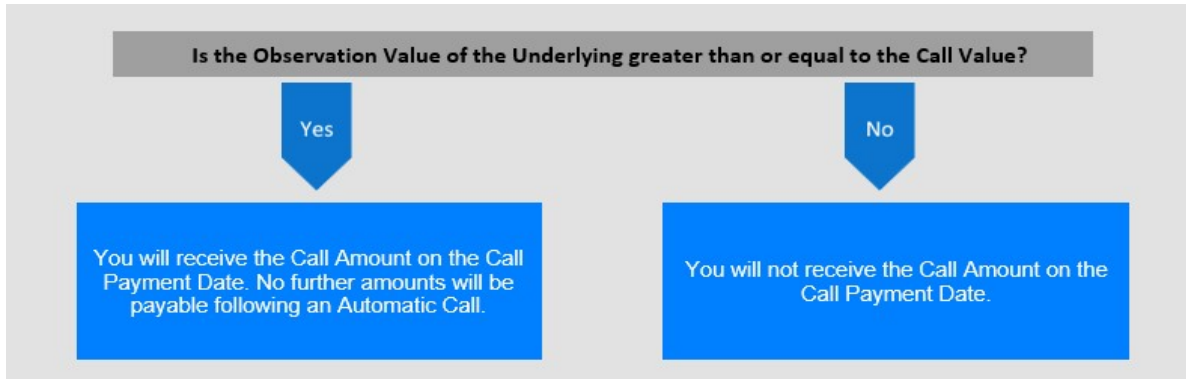 Is the Observation Value of the Underlying greater than or equal to the Call Value?
Yes
No
You will receive the Call Amount on the Call
Payment Date. No further amounts will be
payable following an Automatic Call.
You will not receive the Call Amount on the
Call Payment Date.